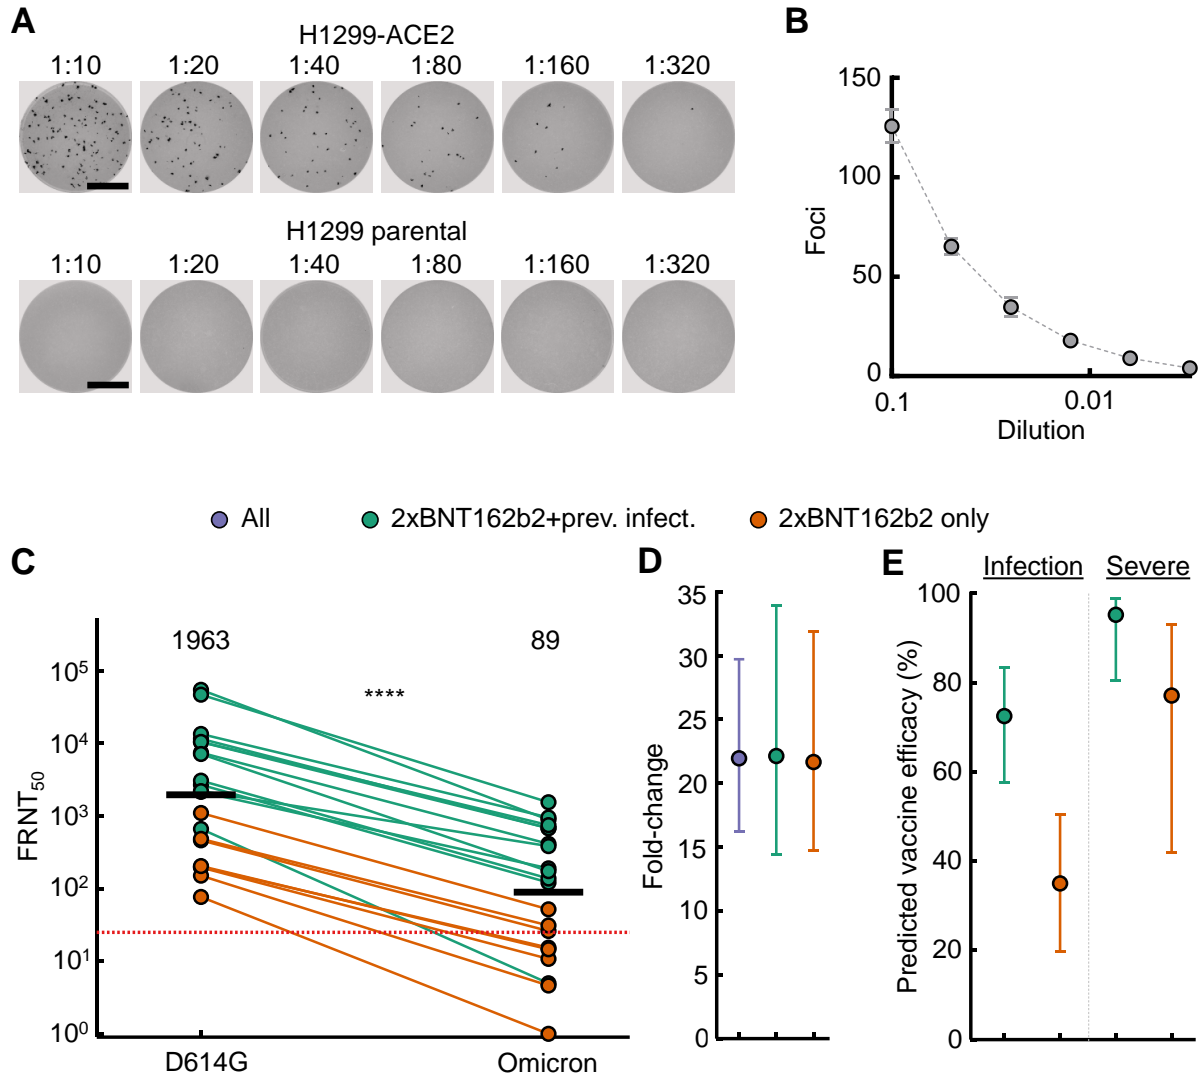 A
H1299-ACE2
1:10 1:20 1:40 1:80 1:160 1:320
H1299 parental
1:10 1:20 1:40 1:80 1:160 1:320
B
150
100
50
0
Foci
0.1 0.01
Dilution
All 2xBNT162b2+prev. infect. 2xBNT162b2 only
C
1963 89
****
10⁵
10⁴
10³
10²
10¹
10⁰
FRNT₅₀
D614G Omicron
D
35
30
25
20
15
10
5
0
Fold-change
E
Infection Severe
100
80
60
40
20
0
Predicted vaccine efficacy (%)